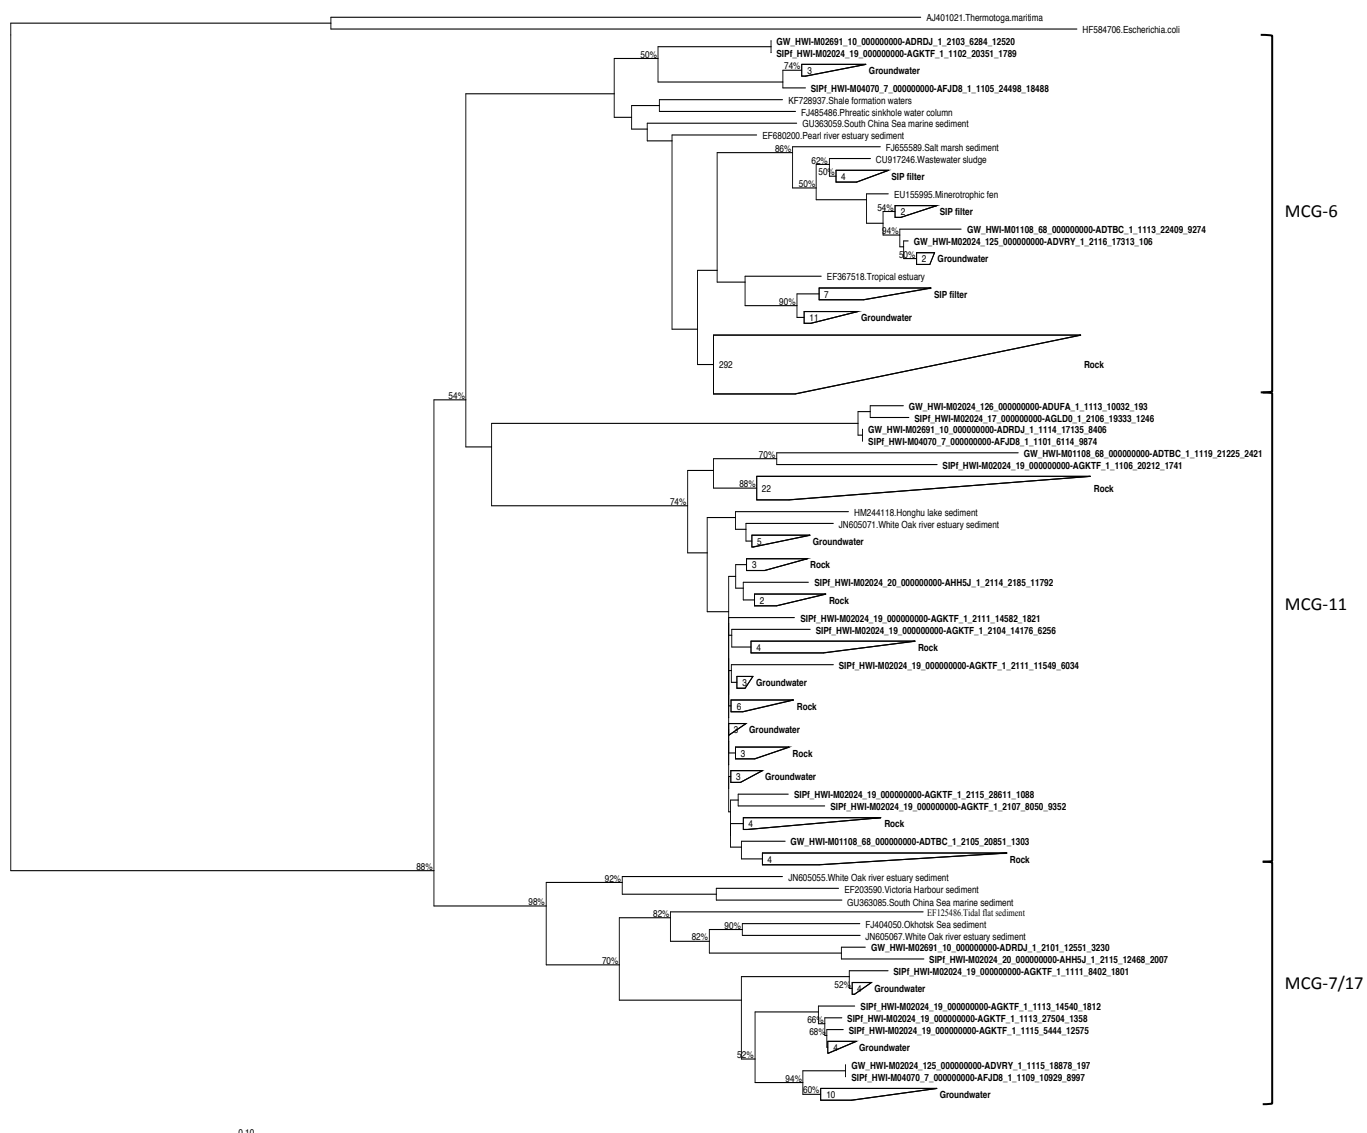 AJ401021.Thermotoga.maritima
HF584706.Escherichia.coli
GW_HWI-M02691_10_000000000-ADRDJ_1_2103_6284_12520
50%
SIPf_HWI-M02024_19_000000000-AGKTF_1_1102_20351_1789
74%
3 Groundwater
SIPf_HWI-M04070_7_000000000-AFJD8_1_1105_24498_18488
KF728937.Shale formation waters
FJ485486.Phreatic sinkhole water column
GU363059.South China Sea marine sediment
EF680200.Pearl river estuary sediment
86%
FJ655589.Salt marsh sediment
62%
CU917246.Wastewater sludge
50%
4 SIP filter
50%
EU155995.Minerotrophic fen
54%
2 SIP filter
MCG-6
94%
GW_HWI-M01108_68_000000000-ADTBC_1_1113_22409_9274
GW_HWI-M02024_125_000000000-ADVRY_1_2116_17313_106
50%
2 Groundwater
EF367518.Tropical estuary
7 SIP filter
90%
11 Groundwater
292 Rock
54%
GW_HWI-M02024_126_000000000-ADUFA_1_1113_10032_193
SIPf_HWI-M02024_17_000000000-AGLD0_1_2106_19333_1246
GW_HWI-M02691_10_000000000-ADRDJ_1_1114_17135_8406
SIPf_HWI-M04070_7_000000000-AFJD8_1_1101_6114_9874
70%
GW_HWI-M01108_68_000000000-ADTBC_1_1119_21225_2421
SIPf_HWI-M02024_19_000000000-AGKTF_1_1106_20212_1741
88%
22 Rock
74%
HM244118.Honghu lake sediment
JN605071.White Oak river estuary sediment
5 Groundwater
3 Rock
SIPf_HWI-M02024_20_000000000-AHH5J_1_2114_2185_11792
2 Rock
MCG-11
SIPf_HWI-M02024_19_000000000-AGKTF_1_2111_14582_1821
SIPf_HWI-M02024_19_000000000-AGKTF_1_2104_14176_6256
4 Rock
SIPf_HWI-M02024_19_000000000-AGKTF_1_2111_11549_6034
3 Groundwater
6 Rock
3 Groundwater
3 Rock
3 Groundwater
SIPf_HWI-M02024_19_000000000-AGKTF_1_2115_28611_1088
SIPf_HWI-M02024_19_000000000-AGKTF_1_2107_8050_9352
4 Rock
GW_HWI-M01108_68_000000000-ADTBC_1_2105_20851_1303
4 Rock
88%
92%
JN605055.White Oak river estuary sediment
EF203590.Victoria Harbour sediment
98%
GU363085.South China Sea marine sediment
82%
EF125486.Tidal flat sediment
90%
FJ404050.Okhotsk Sea sediment
82%
JN605067.White Oak river estuary sediment
GW_HWI-M02691_10_000000000-ADRDJ_1_2101_12551_3230
70%
SIPf_HWI-M02024_20_000000000-AHH5J_1_2115_12468_2007
SIPf_HWI-M02024_19_000000000-AGKTF_1_1111_8402_1801
MCG-7/17
52%
4 Groundwater
SIPf_HWI-M02024_19_000000000-AGKTF_1_1113_14540_1812
66%
SIPf_HWI-M02024_19_000000000-AGKTF_1_1113_27504_1358
68%
SIPf_HWI-M02024_19_000000000-AGKTF_1_1115_5444_12575
4 Groundwater
52%
GW_HWI-M02024_125_000000000-ADVRY_1_1115_18878_197
94%
SIPf_HWI-M04070_7_000000000-AFJD8_1_1109_10929_8997
60%
10 Groundwater
0.10